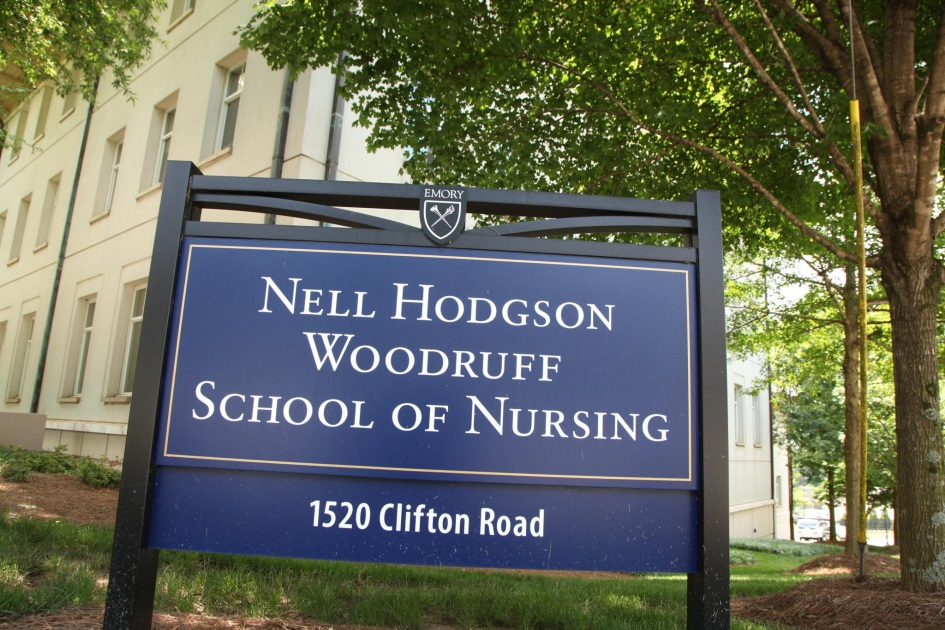 EMORY
NELL HODGSON
WOODRUFF
SCHOOL OF NURSING
1520 Clifton Road